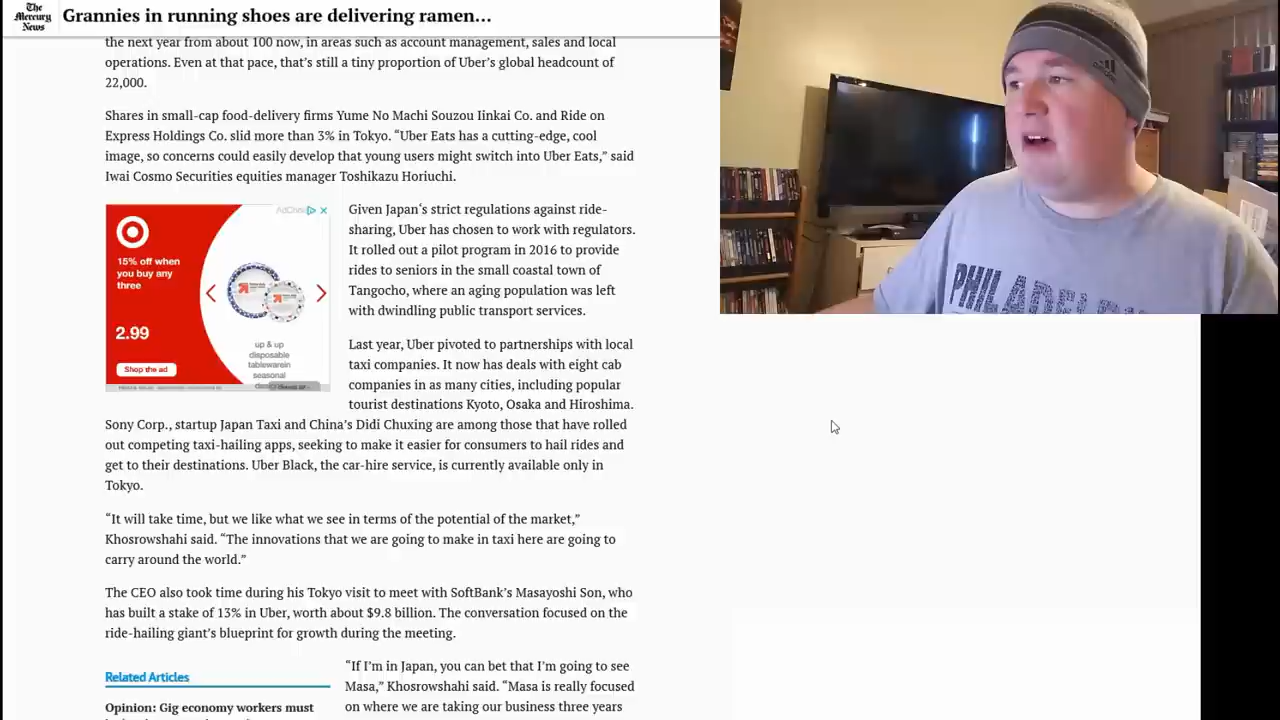 The
Mercury
News
Grannies in running shoes are delivering ramen…
the next year from about 100 now, in areas such as account management, sales and local
operations. Even at that pace, that’s still a tiny proportion of Uber’s global headcount of
22,000.
Shares in small-cap food-delivery firms Yume No Machi Souzou Iinkai Co. and Ride on
Express Holdings Co. slid more than 3% in Tokyo. “Uber Eats has a cutting-edge, cool
image, so concerns could easily develop that young users might switch into Uber Eats,” said
Iwai Cosmo Securities equities manager Toshikazu Horiuchi.
AdChoices
15% off when
you buy any
three
2.99
Shop the ad
up & up
disposable
tablewarein
seasonal
Given Japan‘s strict regulations against ride-
sharing, Uber has chosen to work with regulators.
It rolled out a pilot program in 2016 to provide
rides to seniors in the small coastal town of
Tangocho, where an aging population was left
with dwindling public transport services.
Last year, Uber pivoted to partnerships with local
taxi companies. It now has deals with eight cab
companies in as many cities, including popular
tourist destinations Kyoto, Osaka and Hiroshima.
Sony Corp., startup Japan Taxi and China’s Didi Chuxing are among those that have rolled
out competing taxi-hailing apps, seeking to make it easier for consumers to hail rides and
get to their destinations. Uber Black, the car-hire service, is currently available only in
Tokyo.
“It will take time, but we like what we see in terms of the potential of the market,”
Khosrowshahi said. “The innovations that we are going to make in taxi here are going to
carry around the world.”
The CEO also took time during his Tokyo visit to meet with SoftBank’s Masayoshi Son, who
has built a stake of 13% in Uber, worth about $9.8 billion. The conversation focused on the
ride-hailing giant’s blueprint for growth during the meeting.
Related Articles
Opinion: Gig economy workers must
“If I’m in Japan, you can bet that I’m going to see
Masa,” Khosrowshahi said. “Masa is really focused
on where we are taking our business three years